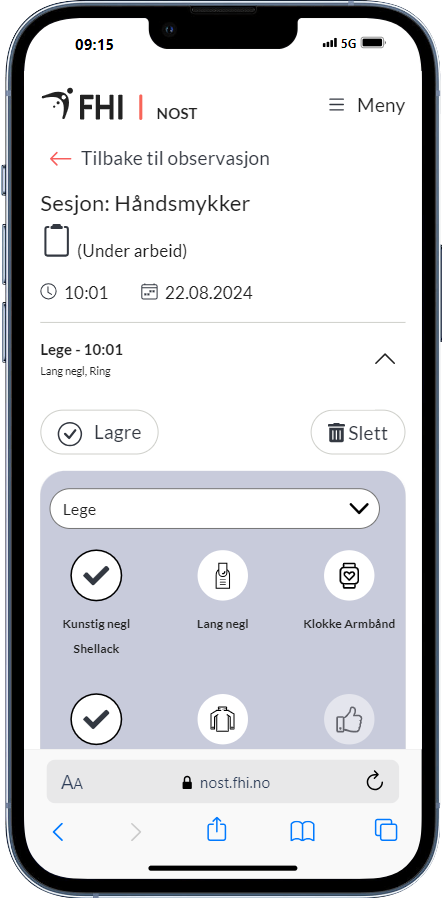 09:15
5G
FHI | NOST
Meny
Tilbake til observasjon
Sesjon: Håndsmykker
(Under arbeid)
10:01
22.08.2024
Lege - 10:01
Lang negl, Ring
Lagre
Slett
Lege
Kunstig negl
Shellack
Lang negl
Klokke Armbånd
AA
nost.fhi.no